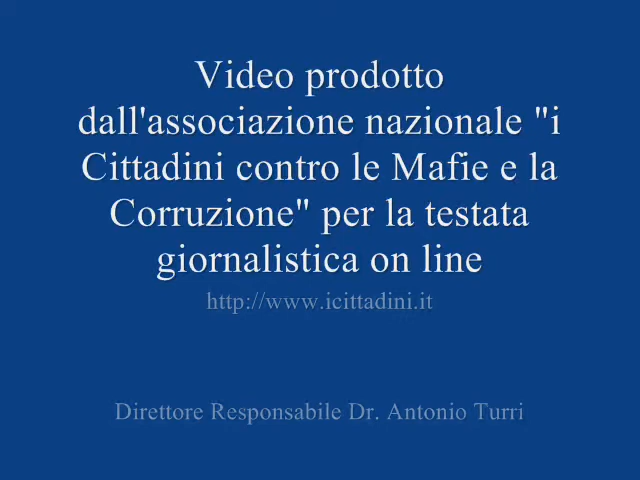 Video prodotto
dall'associazione nazionale "i
Cittadini contro le Mafie e la
Corruzione" per la testata
giornalistica on line
http://www.icittadini.it
Direttore Responsabile Dr. Antonio Turri